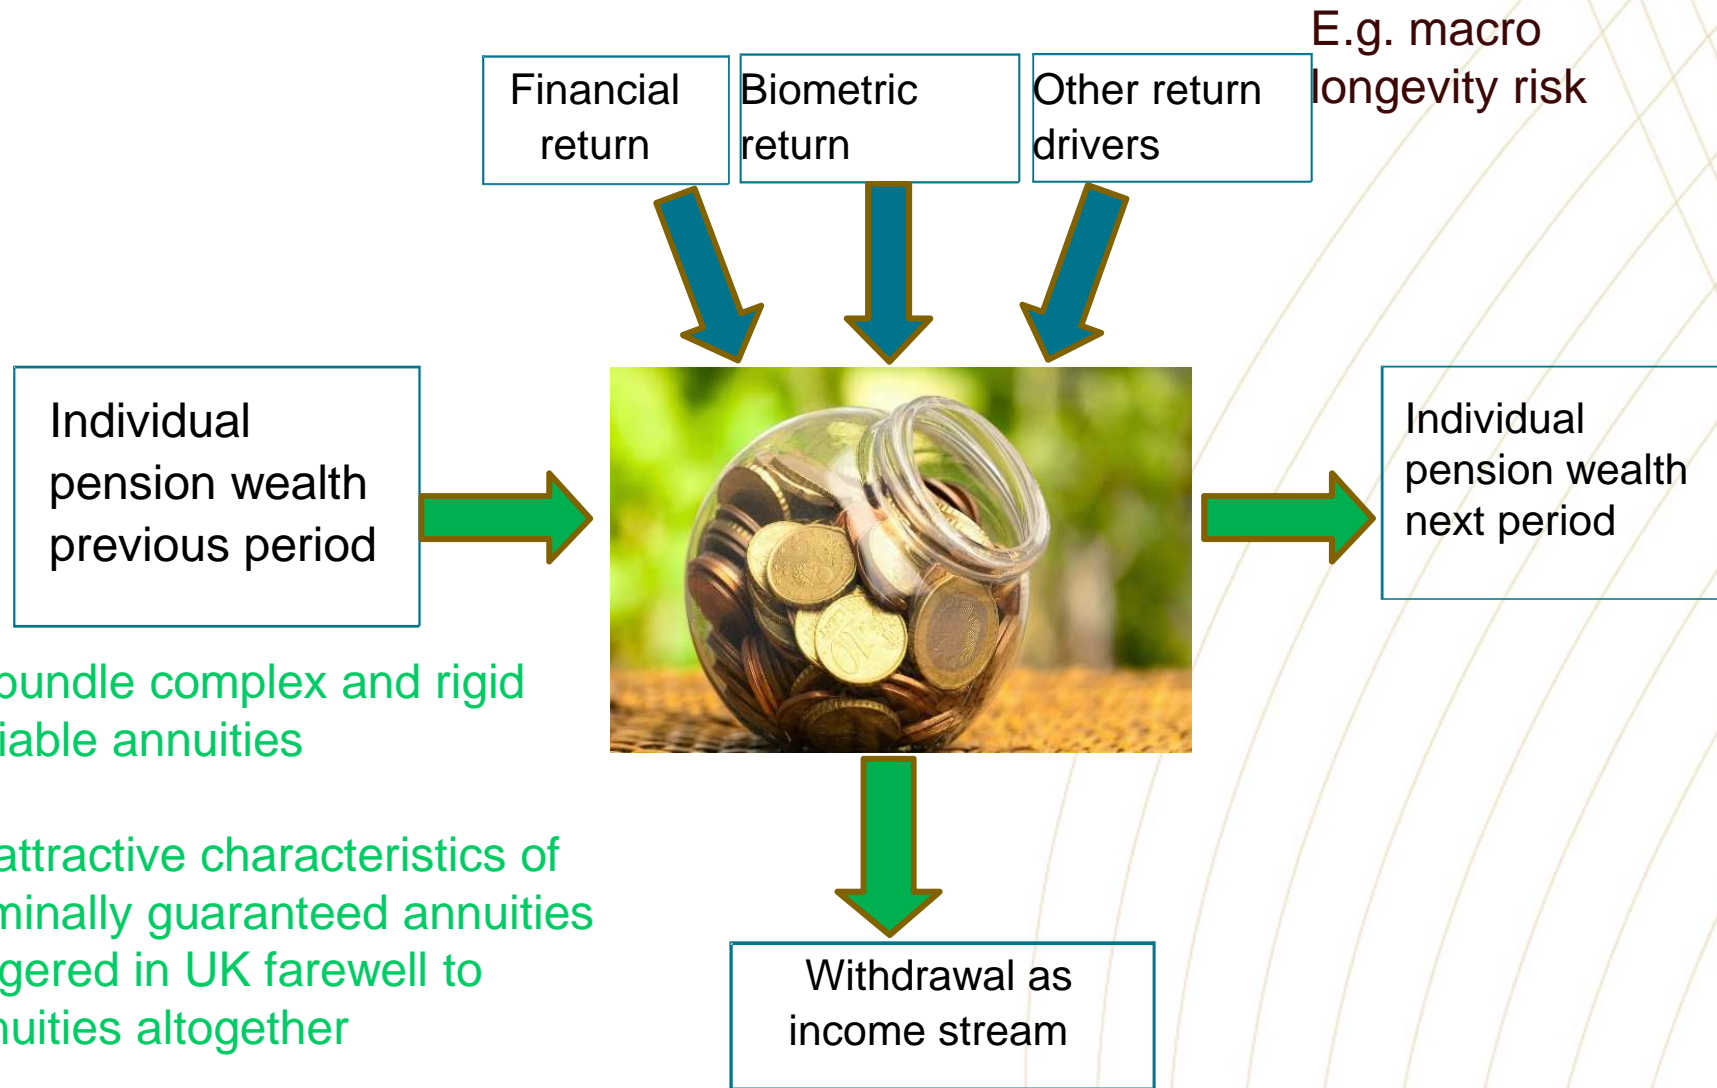 E.g. macro
longevity risk
Financial
return
Biometric
return
Other return
drivers
Individual
pension wealth
previous period
Individual
pension wealth
next period
bundle complex and rigid
iable annuities
attractive characteristics of
minally guaranteed annuities
gered in UK farewell to
nuities altogether
Withdrawal as
income stream